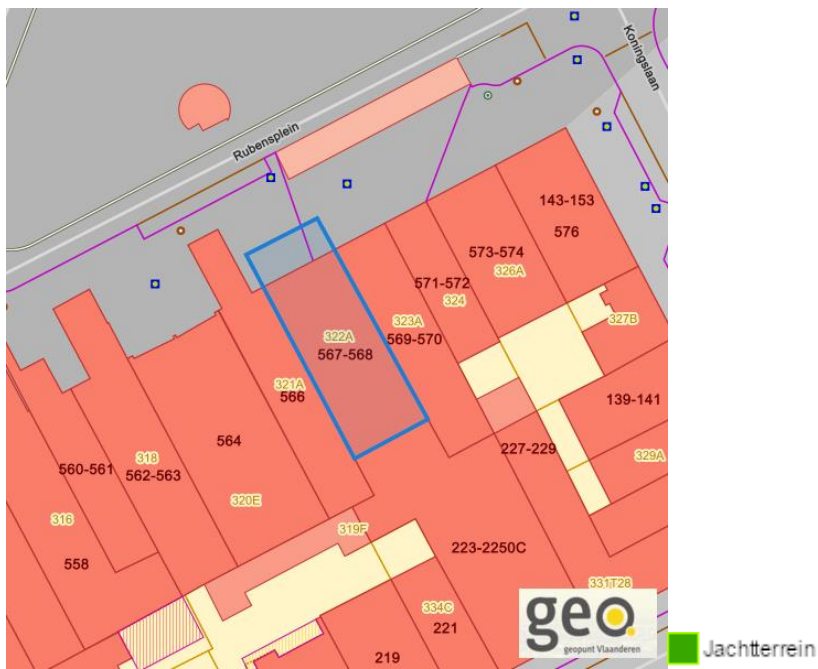 Koningslaan
Rubensplein
143-153
576
573-574
326A
571-572
324
323A
569-570
327B
322A
567-568
321A
566
139-141
564
227-229
329A
318
560-561
562-563
320E
316
319F
558
223-2250C
331T28
334C
221
219
geo
geopunt Vlaanderen
Jachtterrein